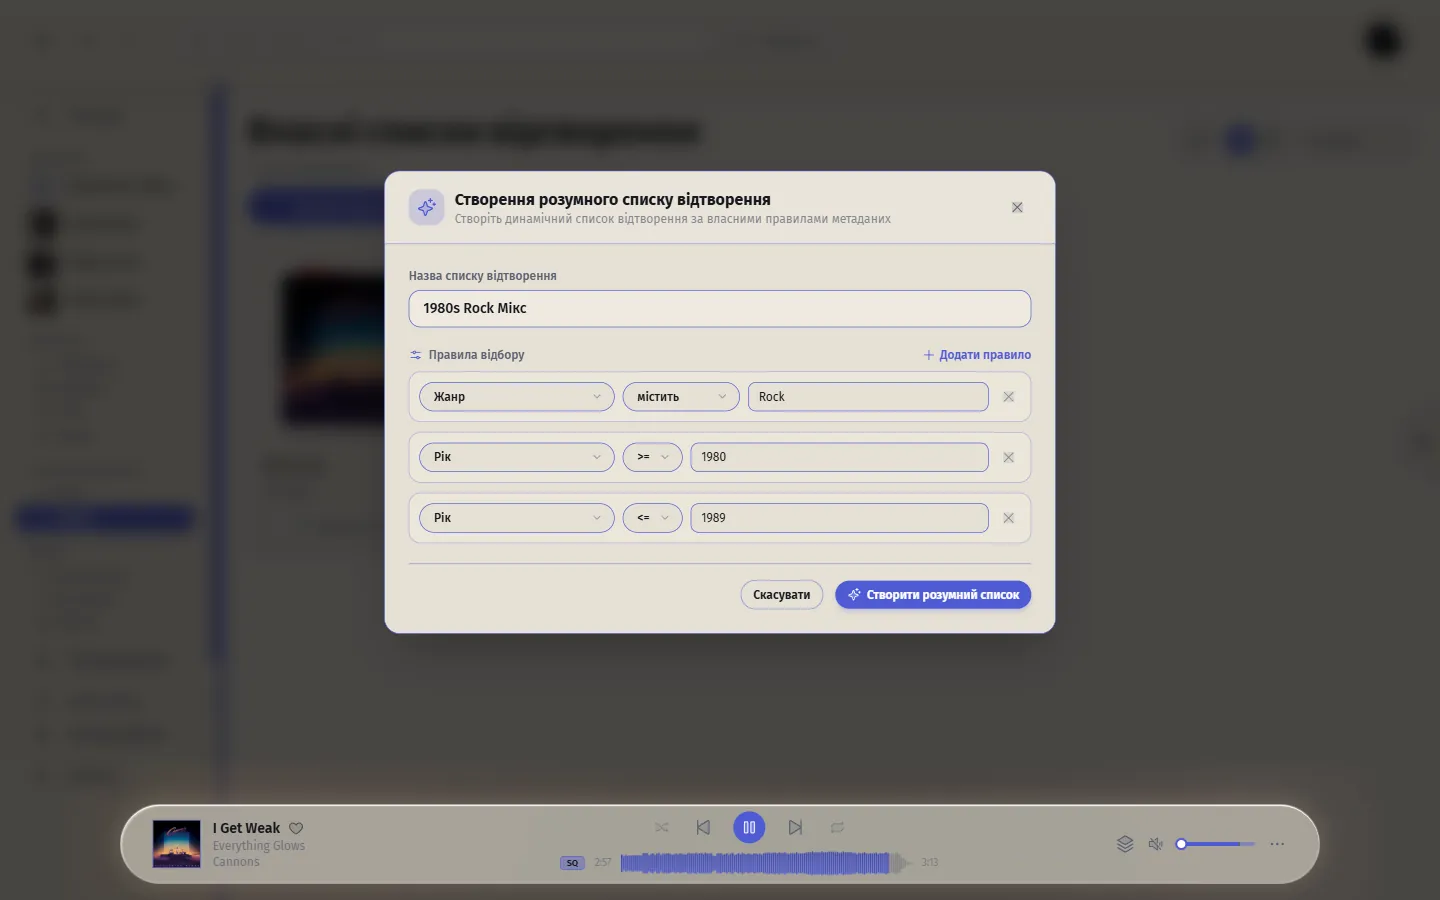 Створення розумного списку відтворення
Створіть динамічний список відтворення за власними правилами метаданих
Назва списку відтворення
1980s Rock Мікс
Правила відбору
Додати правило
Жанр містить Rock
Рік >= 1980
Рік <= 1989
Скасувати Створити розумний список
I Get Weak
Everything Glows
Cannons
SQ 2:57 3:13